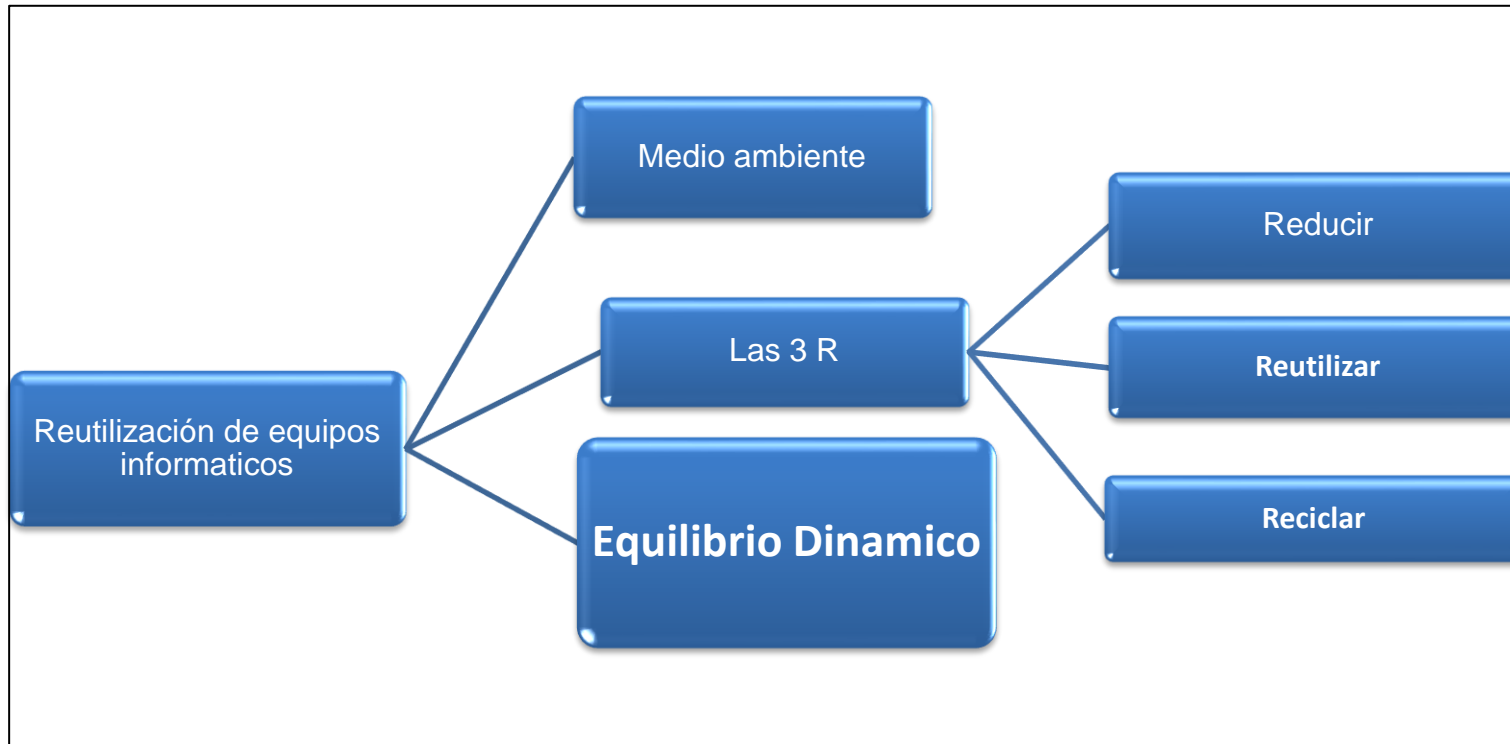 Medio ambiente
Reducir
Las 3 R
Reutilizar
Reutilización de equipos
informaticos
Equilibrio Dinamico
Reciclar